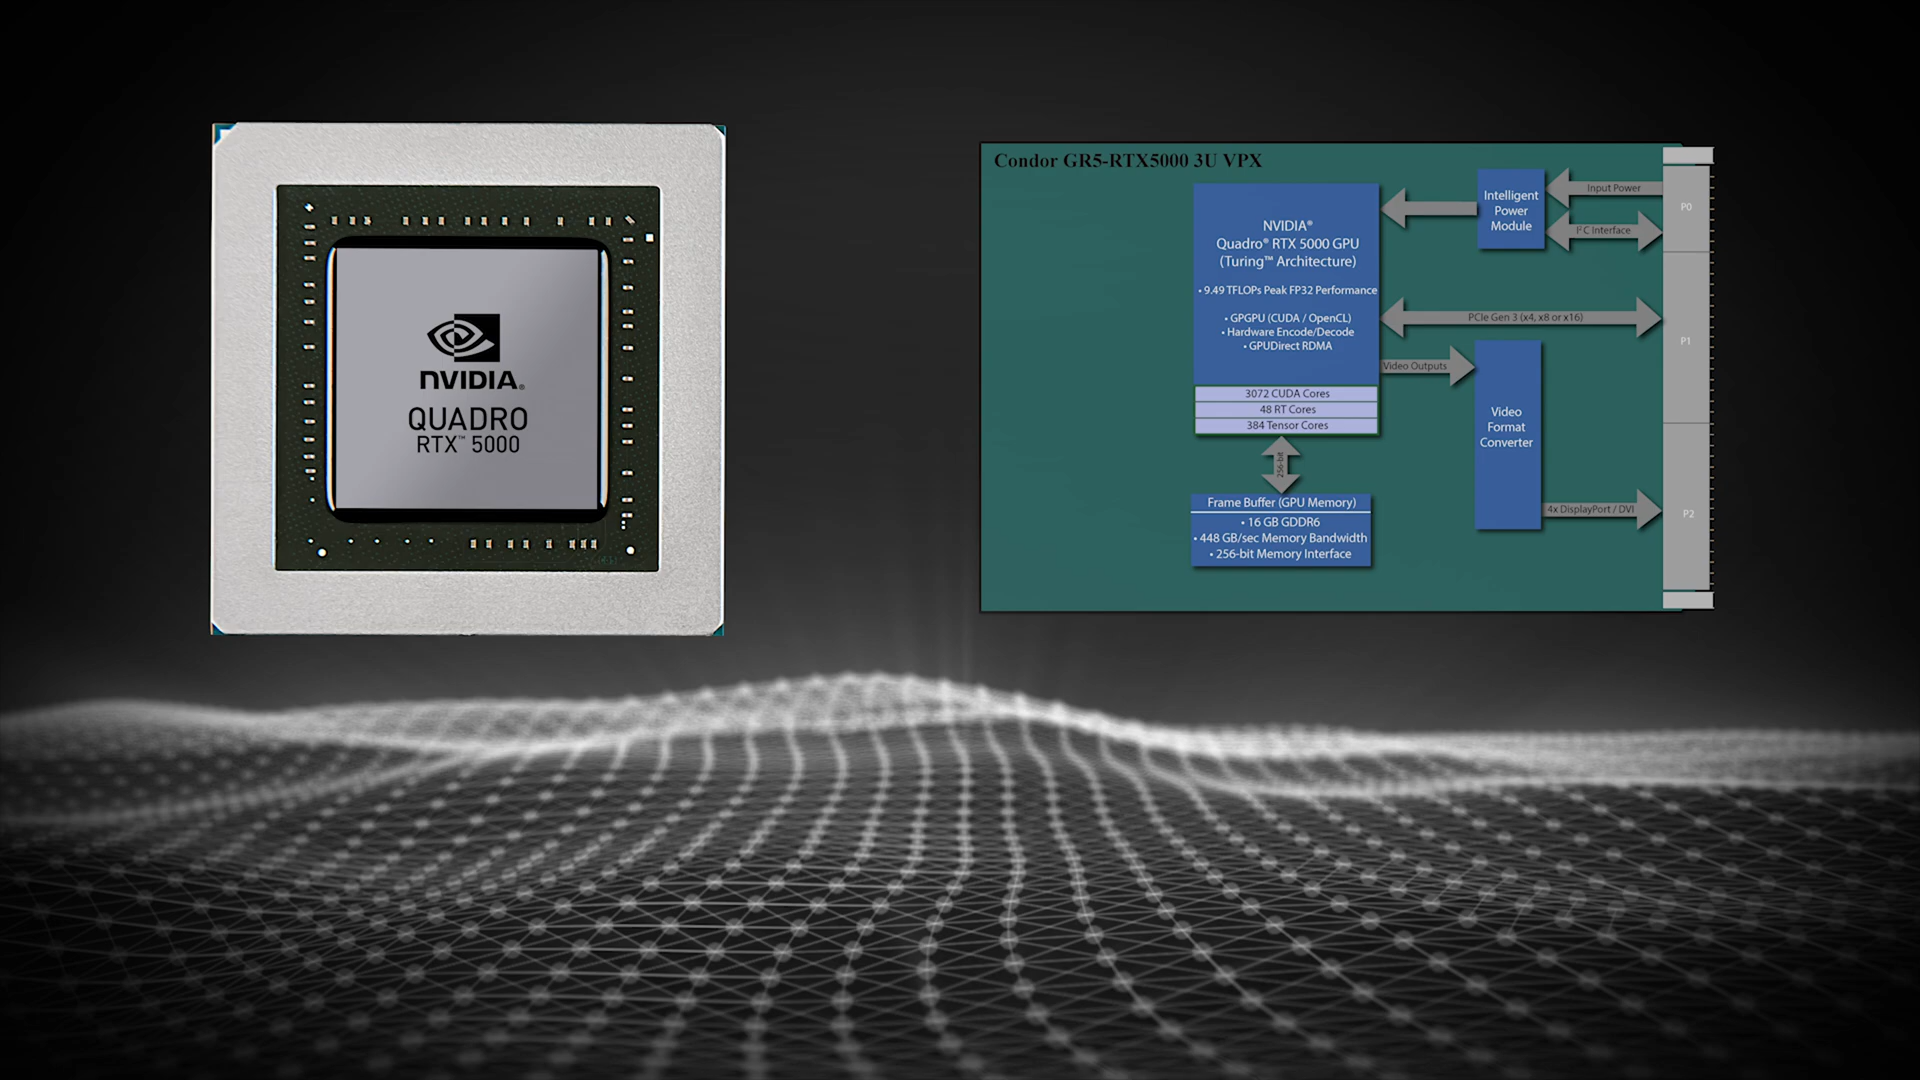 NVIDIA®
QUADRO
RTX™ 5000
Condor GR5-RTX5000 3U VPX
NVIDIA®
Quadro® RTX 5000 GPU
(Turing™ Architecture)
• 9.49 TFLOPs Peak FP32 Performance
• GPGPU (CUDA / OpenCL)
• Hardware Encode/Decode
• GPUDirect RDMA
3072 CUDA Cores
48 RT Cores
384 Tensor Cores
256-bit
Frame Buffer (GPU Memory)
• 16 GB GDDR6
• 448 GB/sec Memory Bandwidth
• 256-bit Memory Interface
Intelligent
Power
Module
Input Power
I²C Interface
PCIe Gen 3 (x4, x8 or x16)
Video Outputs
Video
Format
Converter
4x DisplayPort / DVI
P0
P1
P2